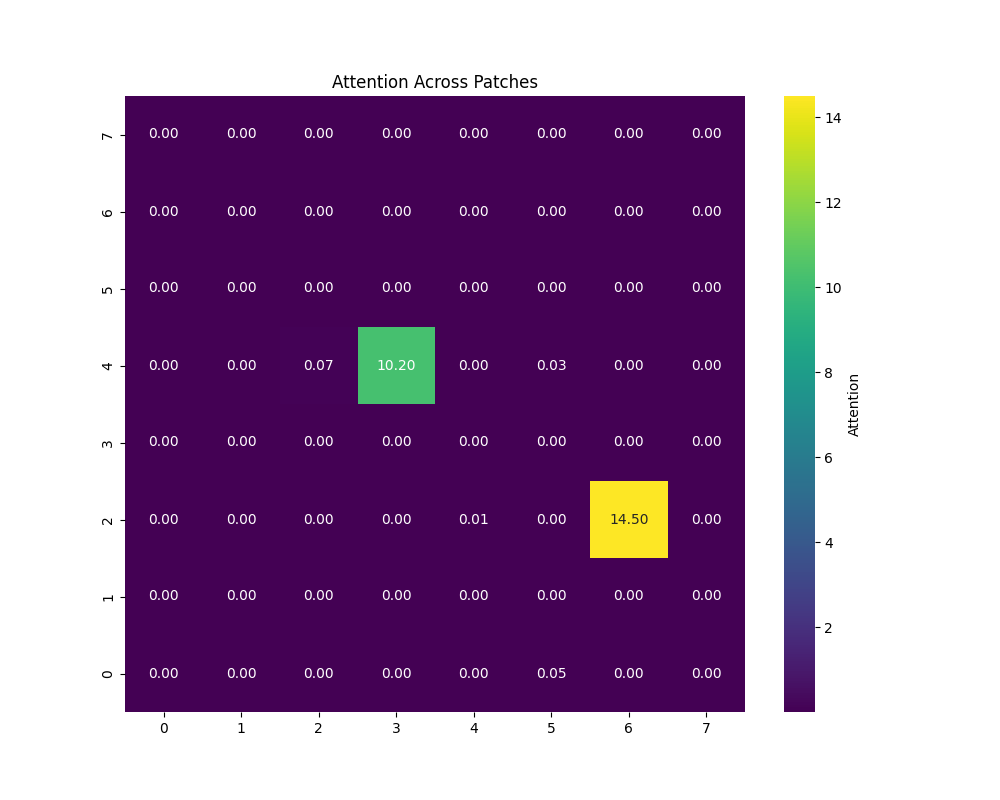 Attention Across Patches
7 0.00 0.00 0.00 0.00 0.00 0.00 0.00 0.00
6 0.00 0.00 0.00 0.00 0.00 0.00 0.00 0.00
5 0.00 0.00 0.00 0.00 0.00 0.00 0.00 0.00
4 0.00 0.00 0.07 10.20 0.00 0.03 0.00 0.00
3 0.00 0.00 0.00 0.00 0.00 0.00 0.00 0.00
2 0.00 0.00 0.00 0.00 0.01 0.00 14.50 0.00
1 0.00 0.00 0.00 0.00 0.00 0.00 0.00 0.00
0 0.00 0.00 0.00 0.00 0.00 0.05 0.00 0.00
0 1 2 3 4 5 6 7
14
12
10
8
6
4
2
Attention